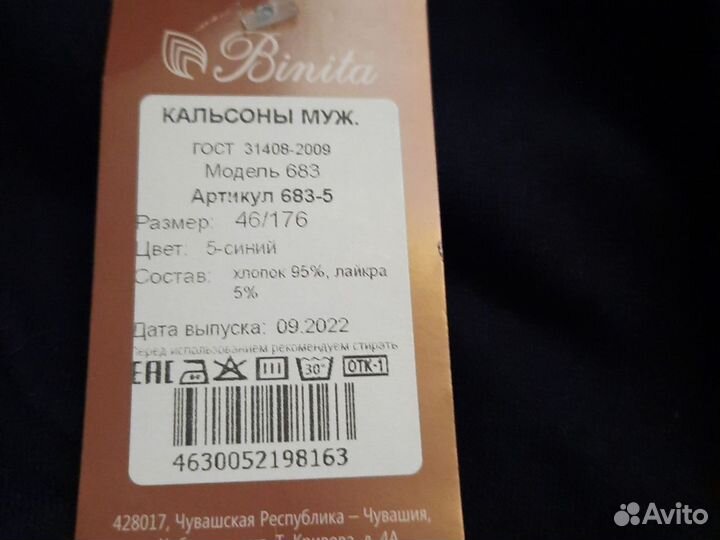 Binita
КАЛЬСОНЫ МУЖ.
ГОСТ 31408-2009
Модель 683
Артикул 683-5
Размер: 46/176
Цвет: 5-синий
Состав: хлопок 95%, лайкра
5%
Дата выпуска: 09.2022
Перед использованием рекомендуем стирать
ЕАС 30° ОТК-1
4630052198163
428017, Чувашская Республика – Чувашия,
Т. Кривова, д. 4А
Avito